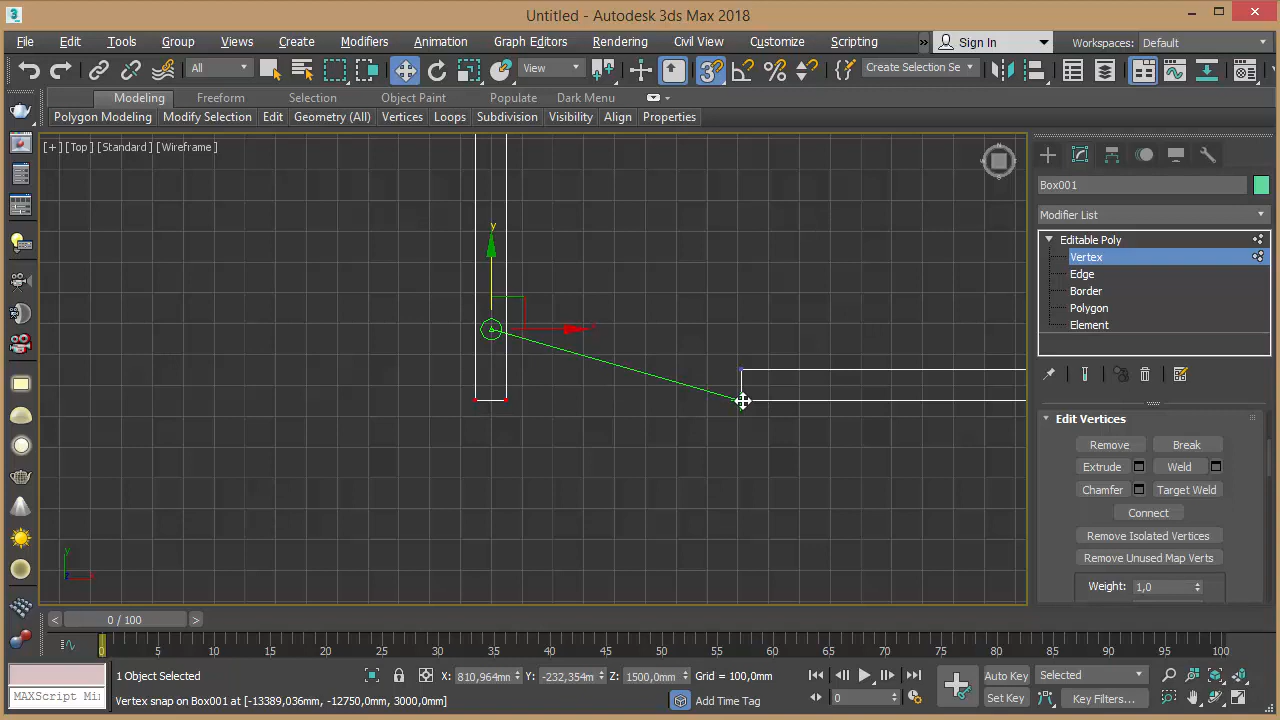 3
MAX
Untitled - Autodesk 3ds Max 2018
File Edit Tools Group Views Create Modifiers Animation Graph Editors Rendering Civil View Customize Scripting » Sign In Workspaces: Default
All View 3 % Create Selection Se
Modeling Freeform Selection Object Paint Populate Dark Menu
Polygon Modeling Modify Selection Edit Geometry (All) Vertices Loops Subdivision Visibility Align Properties
[+] [Top] [Standard] [Wireframe]
y
x
y
Box001
Modifier List
Editable Poly
Vertex
Edge
Border
Polygon
Element
Edit Vertices
Remove Break
Extrude Weld
Chamfer Target Weld
Connect
Remove Isolated Vertices
Remove Unused Map Verts
Weight: 1,0
< 0 / 100 >
0 5 10 15 20 25 30 35 40 45 50 55 60 65 70 75 80 85 90 95 100
1 Object Selected X: 810,964mm Y: -232,354m Z: 1500,0mm Grid = 100,0mm Auto Key Selected
MAXScript Mi Vertex snap on Box001 at [-13389,036mm, -12750,0mm, 3000,0mm] Add Time Tag 0 Set Key Key Filters...